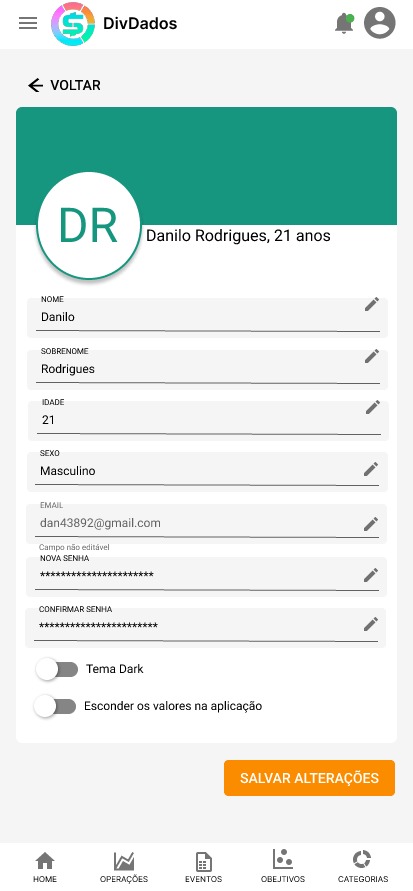 DivDados
VOLTAR
DR
Danilo Rodrigues, 21 anos
NOME
Danilo
SOBRENOME
Rodrigues
IDADE
21
SEXO
Masculino
EMAIL
dan43892@gmail.com
Campo não editável
NOVA SENHA
**********************
CONFIRMAR SENHA
***********************
Tema Dark
Esconder os valores na aplicação
SALVAR ALTERAÇÕES
HOME OPERAÇÕES EVENTOS OBEJTIVOS CATEGORIAS